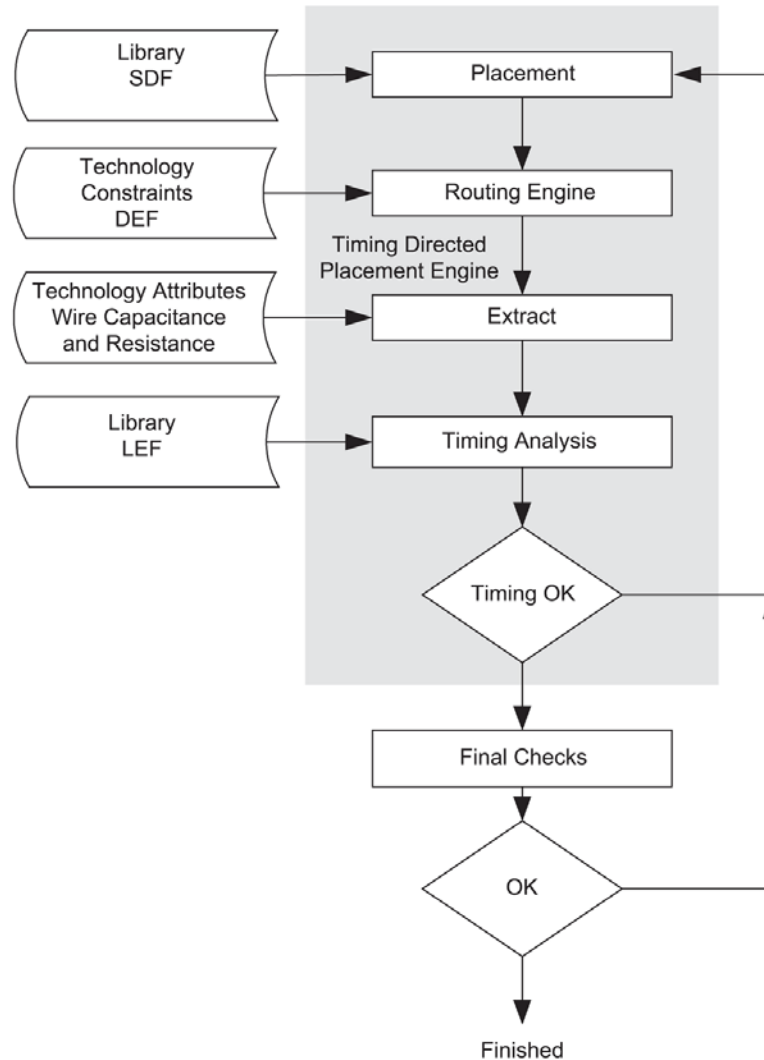 Library
SDF
Placement
Technology
Constraints
DEF
Routing Engine
Timing Directed
Placement Engine
Technology Attributes
Wire Capacitance
and Resistance
Extract
Library
LEF
Timing Analysis
Timing OK
Final Checks
OK
Finished